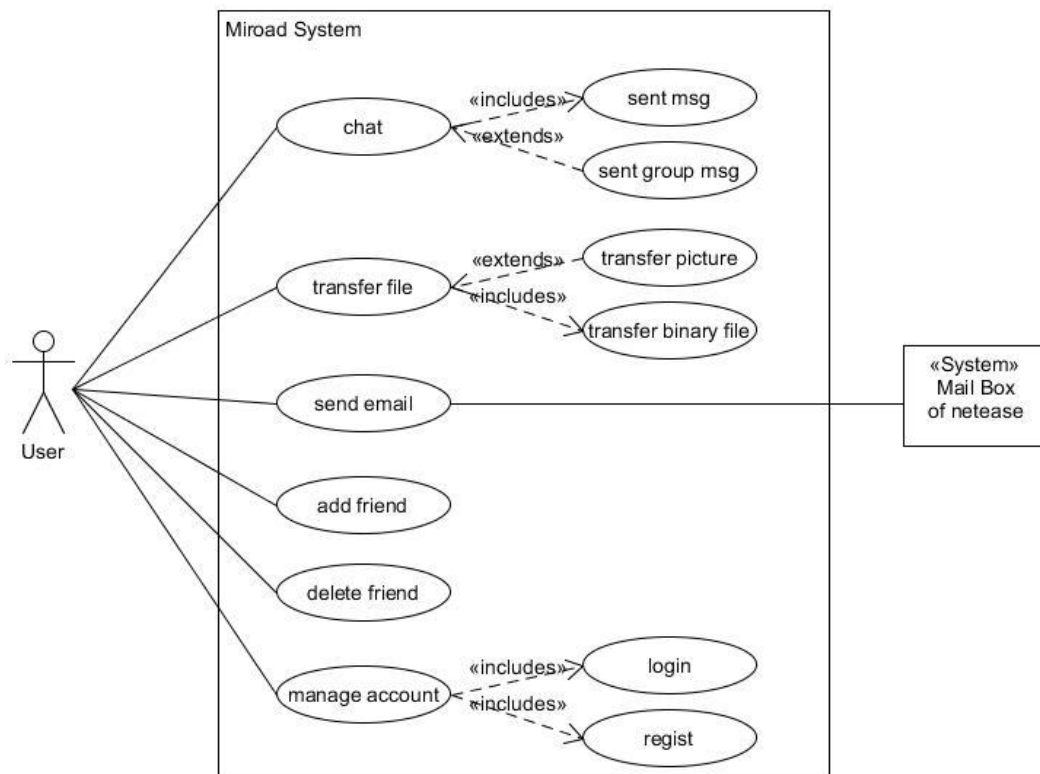 Miroad System
«includes»
sent msg
chat
«extends»
sent group msg
«extends»
transfer picture
transfer file
«includes»
transfer binary file
«System»
Mail Box
of netease
send email
User
add friend
delete friend
«includes»
login
manage account
«includes»
regist